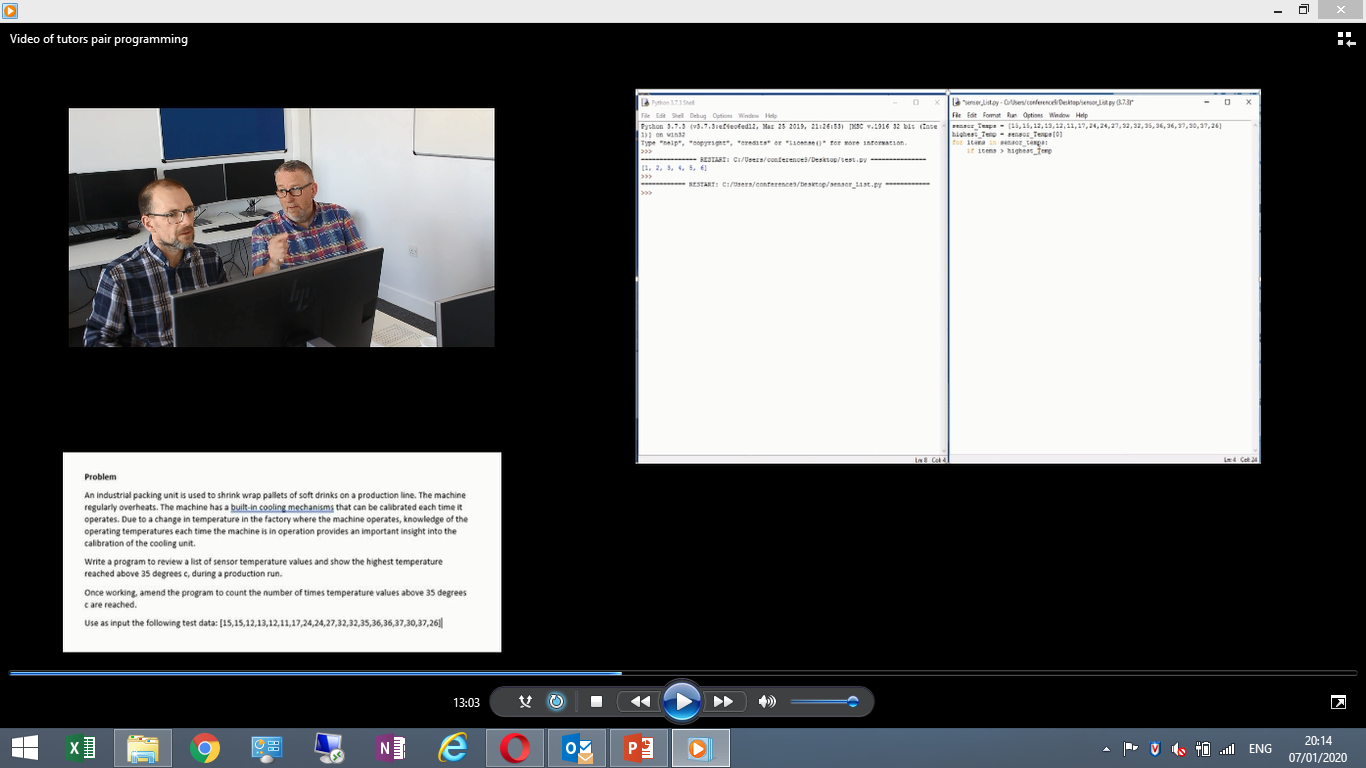 Video of tutors pair programming
Python 3.7.3 Shell
File Edit Shell Debug Options Window Help
Python 3.7.3 (v3.7.3:ef4ec6ed12, Mar 25 2019, 21:26:53) [MSC v.1916 32 bit (Inte
l)] on win32
Type "help", "copyright", "credits" or "license()" for more information.
>>>
=============== RESTART: C:/Users/conference9/Desktop/test.py ===============
[1, 2, 3, 4, 5, 6]
>>>
============ RESTART: C:/Users/conference9/Desktop/sensor_List.py ============
>>>
Ln: 8 Col: 4
*sensor_List.py - C:/Users/conference9/Desktop/sensor_List.py (3.7.3)*
File Edit Format Run Options Window Help
sensor_Temps = [15,15,12,13,12,11,17,24,24,27,32,32,35,36,36,37,30,37,26]
highest_Temp = sensor_Temps[0]
for items in sensor_temps:
if items > highest_Temp
Ln: 4 Col: 24
Problem
An industrial packing unit is used to shrink wrap pallets of soft drinks on a production line. The machine
regularly overheats. The machine has a built-in cooling mechanisms that can be calibrated each time it
operates. Due to a change in temperature in the factory where the machine operates, knowledge of the
operating temperatures each time the machine is in operation provides an important insight into the
calibration of the cooling unit.
Write a program to review a list of sensor temperature values and show the highest temperature
reached above 35 degrees c, during a production run.
Once working, amend the program to count the number of times temperature values above 35 degrees
c are reached.
Use as input the following test data: [15,15,12,13,12,11,17,24,24,27,32,32,35,36,36,37,30,37,26]
13:03
ENG
20:14
07/01/2020